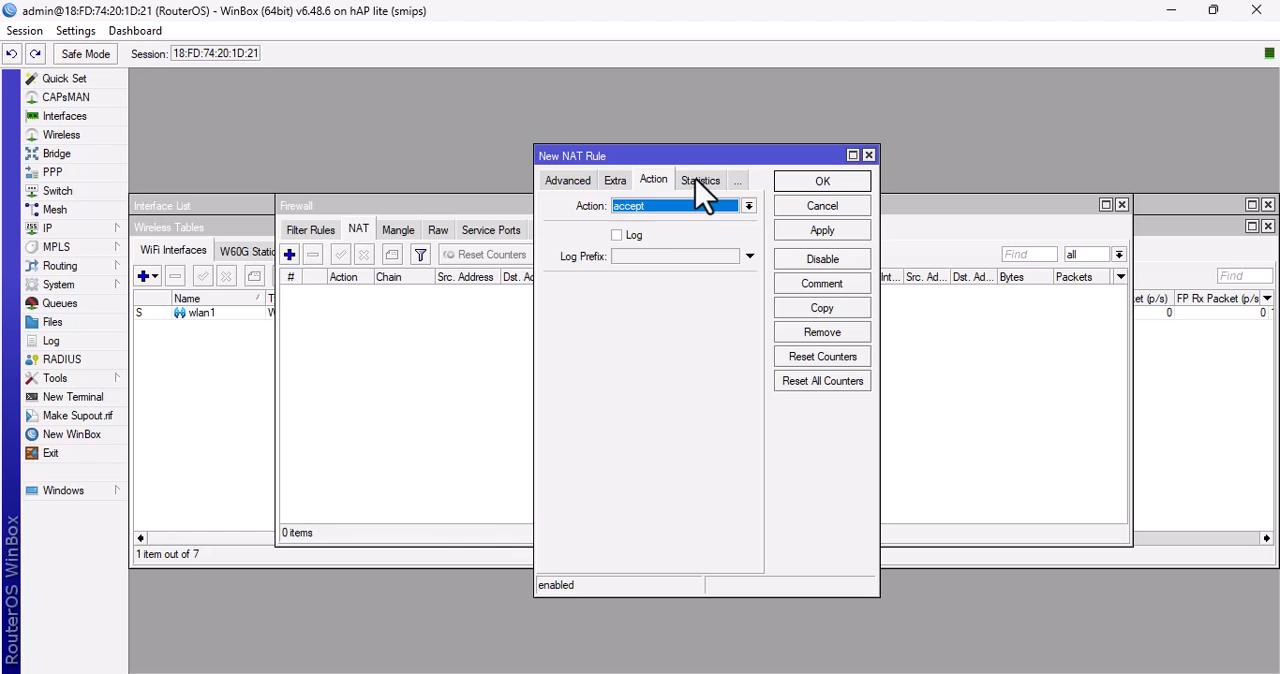 admin@18:FD:74:20:1D:21 (RouterOS) - WinBox (64bit) v6.48.6 on hAP lite (smips)
Session Settings Dashboard
Safe Mode Session: 18:FD:74:20:1D:21
Quick Set
CAPsMAN
Interfaces
Wireless
Bridge
PPP
Switch
Mesh
IP
MPLS
Routing
System
Queues
Files
Log
RADIUS
Tools
New Terminal
Make Supout.rif
New WinBox
Exit
Windows
RouterOS WinBox
Interface List
Wireless Tables
WiFi Interfaces W60G Static
Name
S wlan1
1 item out of 7
Firewall
Filter Rules NAT Mangle Raw Service Ports
Reset Counters Find all
# Action Chain Src. Address Dst. Ad Int... Src. Ad... Dst. Ad... Bytes Packets
0 items
Find
et (p/s) FP Rx Packet (p/s
0 0
New NAT Rule
Advanced Extra Action Statistics ...
Action: accept
Log
Log Prefix:
OK
Cancel
Apply
Disable
Comment
Copy
Remove
Reset Counters
Reset All Counters
enabled